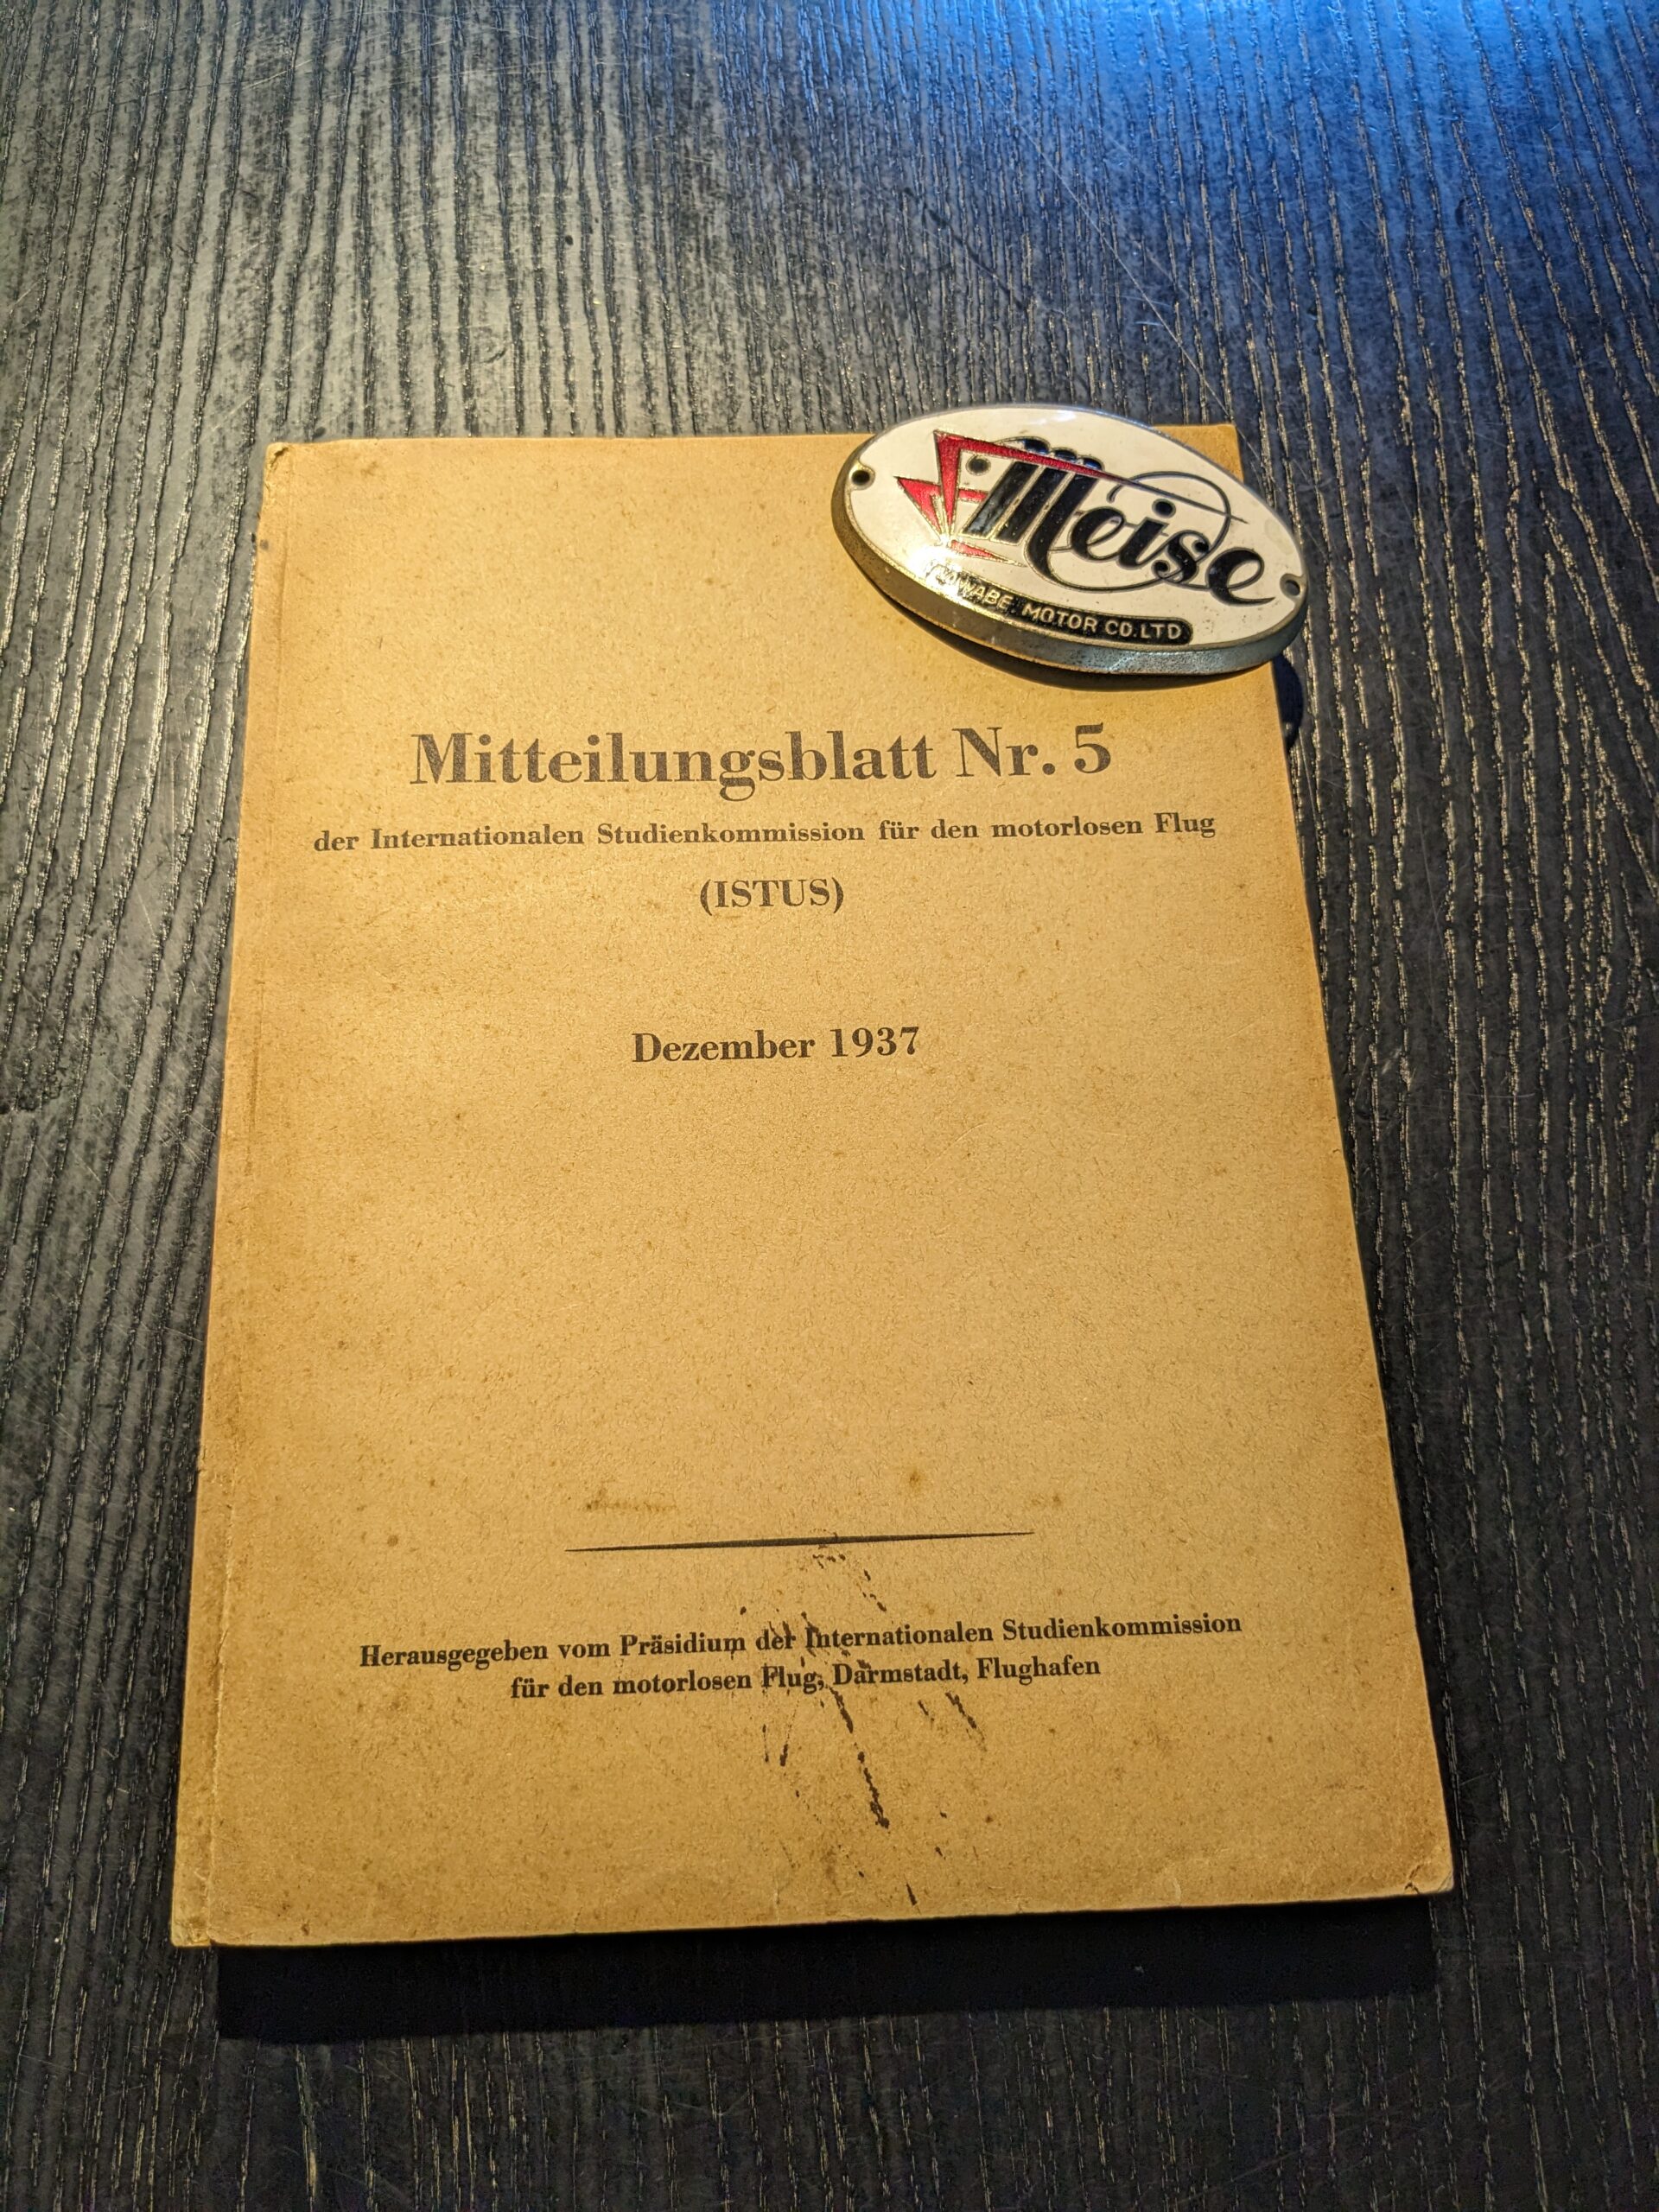 Meise
WABE MOTOR CO.LTD
Mitteilungsblatt Nr. 5
der Internationalen Studienkommission für den motorlosen Flug
(ISTUS)
Dezember 1937
Herausgegeben vom Präsidium der Internationalen Studienkommission
für den motorlosen Flug, Darmstadt, Flughafen